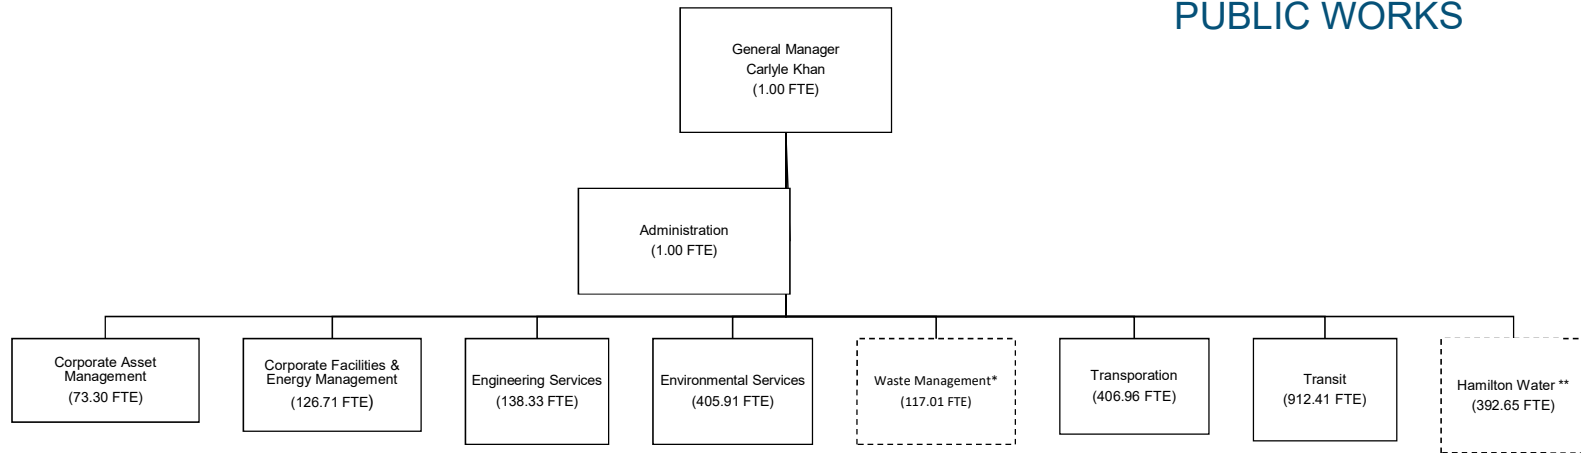 PUBLIC WORKS
General Manager
Carlyle Khan
(1.00 FTE)
Administration
(1.00 FTE)
Corporate Asset
Management
(73.30 FTE)
Corporate Facilities &
Energy Management
(126.71 FTE)
Engineering Services
(138.33 FTE)
Environmental Services
(405.91 FTE)
Waste Management*
(117.01 FTE)
Transporation
(406.96 FTE)
Transit
(912.41 FTE)
Hamilton Water **
(392.65 FTE)